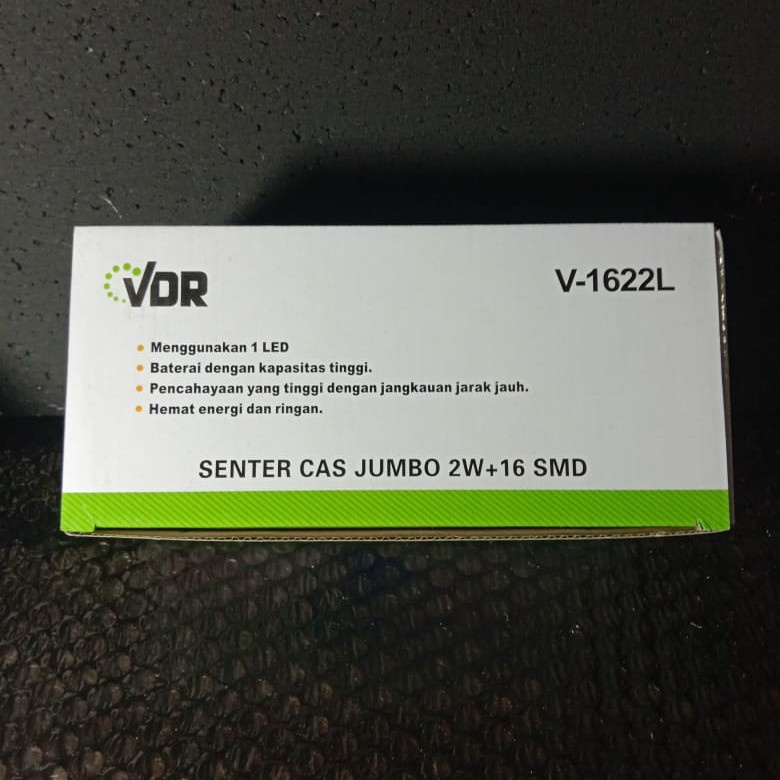 VDR
V-1622L
Menggunakan 1 LED
Baterai dengan kapasitas tinggi.
Pencahayaan yang tinggi dengan jangkauan jarak jauh.
Hemat energi dan ringan.
SENTER CAS JUMBO 2W+16 SMD